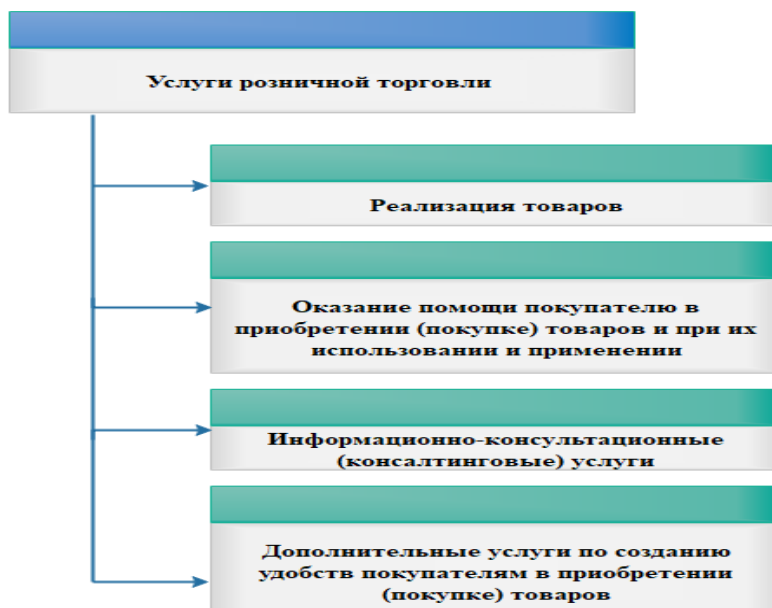 Услуги розничной торговли
Реализация товаров
Оказание помощи покупателю в
приобретении (покупке) товаров и при их
использовании и применении
Информационно-консультационные
(консалтинговые) услуги
Дополнительные услуги по созданию
удобств покупателям в приобретении
(покупке) товаров